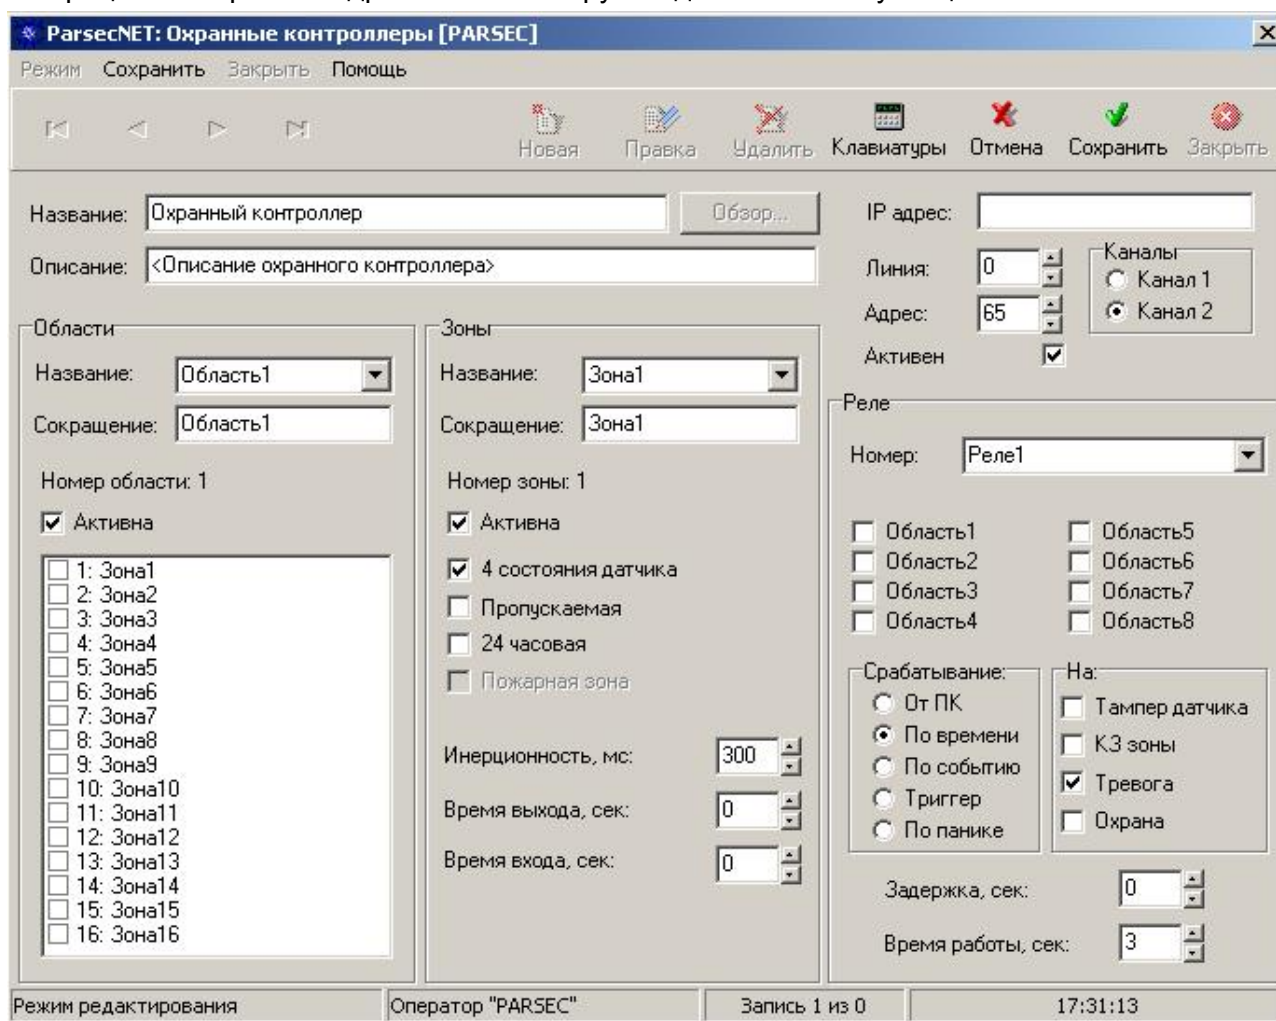 ParsecNET: Охранные контроллеры [PARSEC]
Режим Сохранить Закрыть Помощь
Новая Правка Удалить Клавиатуры Отмена Сохранить Закрыть
Название: Охранный контроллер Обзор...
Описание: <Описание охранного контроллера>
IP адрес:
Линия: 0
Адрес: 65
Активен
Каналы
Канал 1
Канал 2
Области
Название: Область1
Сокращение: Область1
Номер области: 1
Активна
1: Зона1
2: Зона2
3: Зона3
4: Зона4
5: Зона5
6: Зона6
7: Зона7
8: Зона8
9: Зона9
10: Зона10
11: Зона11
12: Зона12
13: Зона13
14: Зона14
15: Зона15
16: Зона16
Зоны
Название: Зона1
Сокращение: Зона1
Номер зоны: 1
Активна
4 состояния датчика
Пропускаемая
24 часовая
Пожарная зона
Инерционность, мс: 300
Время выхода, сек: 0
Время входа, сек: 0
Реле
Номер: Реле1
Область1 Область5
Область2 Область6
Область3 Область7
Область4 Область8
Срабатывание:
От ПК
По времени
По событию
Триггер
По панике
На:
Тампер датчика
КЗ зоны
Тревога
Охрана
Задержка, сек: 0
Время работы, сек: 3
Режим редактирования Оператор "PARSEC" Запись 1 из 0 17:31:13